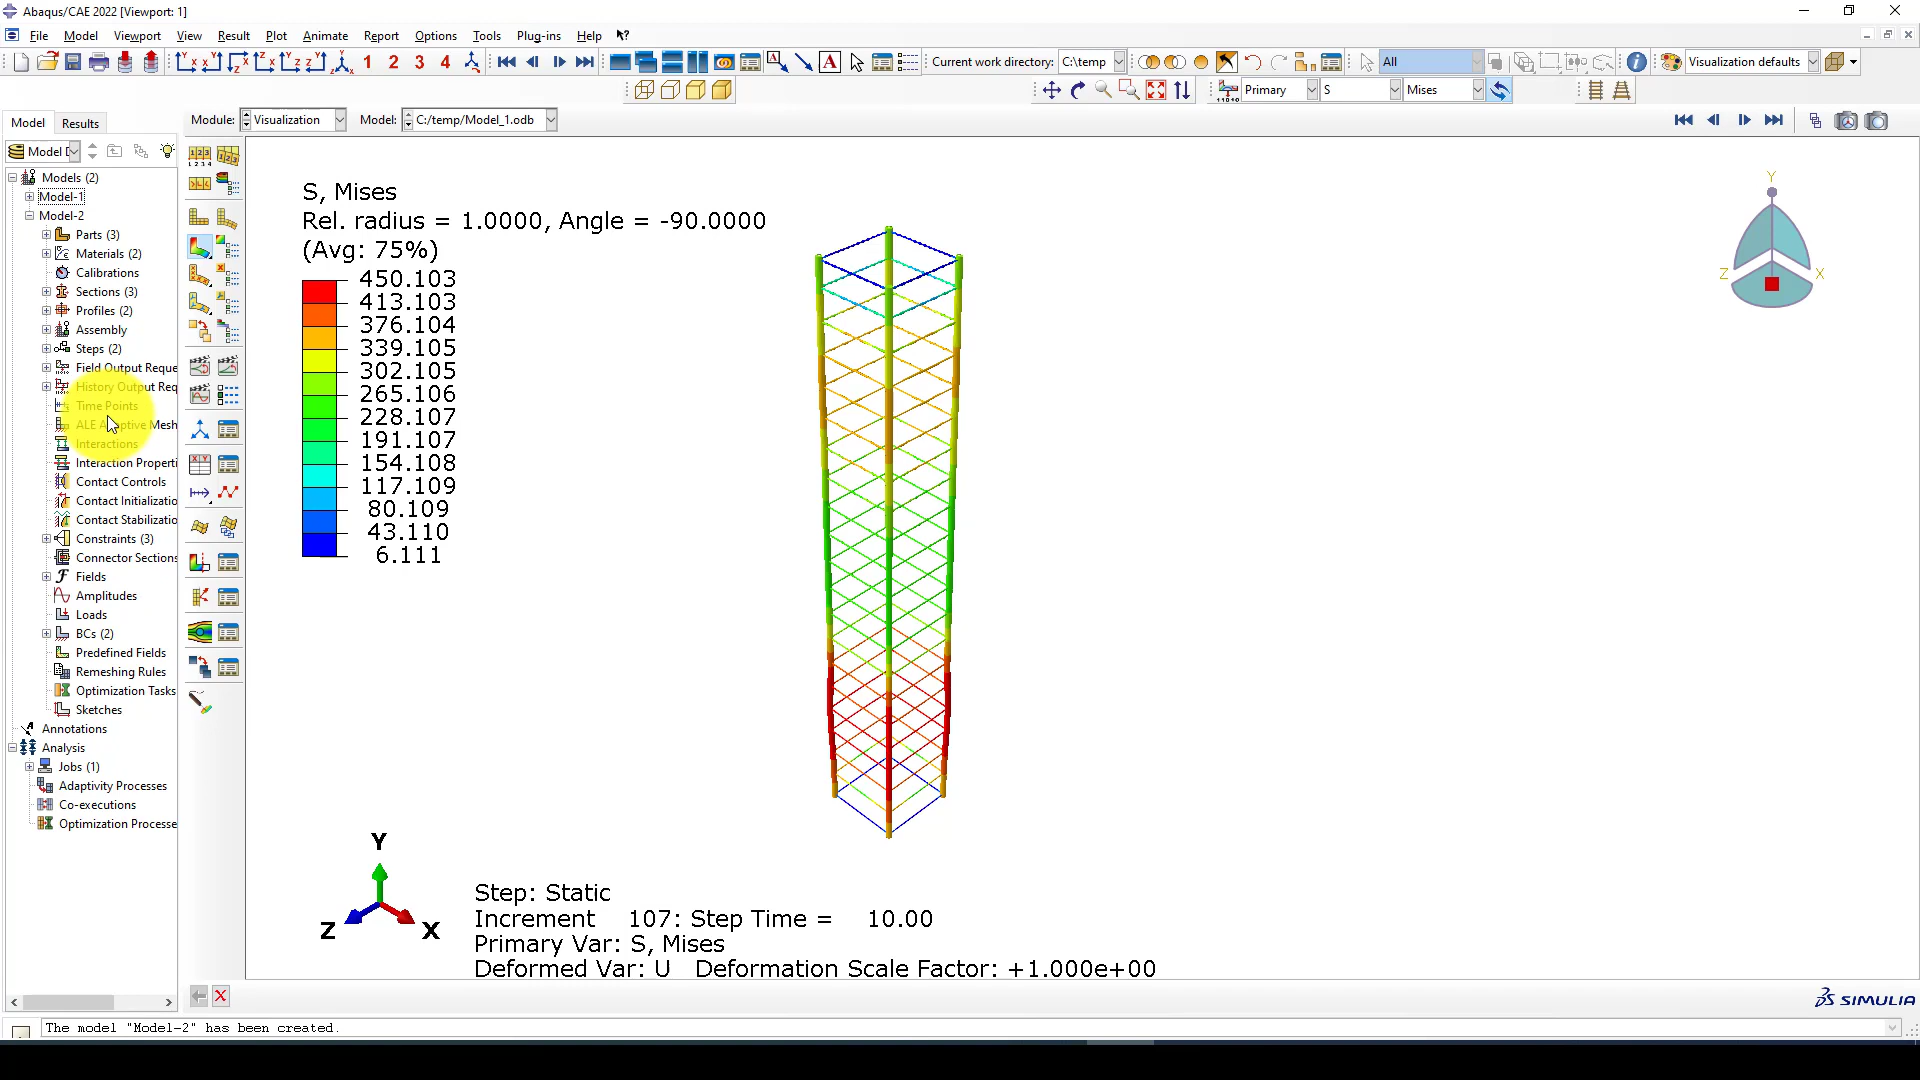 Abaqus/CAE 2022 [Viewport: 1]
File Model Viewport View Result Plot Animate Report Options Tools Plug-ins Help
1 2 3 4 A Current work directory: C:\temp All Visualization defaults
Primary S Mises
Model Results Module: Visualization Model: C:/temp/Model_1.odb
Model D
Models (2)
Model-1
Model-2
Parts (3)
Materials (2)
Calibrations
Sections (3)
Profiles (2)
Assembly
Steps (2)
Field Output Reque
History Output Req
Time Points
ALE Adaptive Mesh
Interactions
Interaction Properti
Contact Controls
Contact Initializatio
Contact Stabilizatio
Constraints (3)
Connector Sections
Fields
Amplitudes
Loads
BCs (2)
Predefined Fields
Remeshing Rules
Optimization Tasks
Sketches
Annotations
Analysis
Jobs (1)
Adaptivity Processes
Co-executions
Optimization Processe
S, Mises
Rel. radius = 1.0000, Angle = -90.0000
(Avg: 75%)
450.103
413.103
376.104
339.105
302.105
265.106
228.107
191.107
154.108
117.109
80.109
43.110
6.111
Y
Z X
Y
Z X
Step: Static
Increment 107: Step Time = 10.00
Primary Var: S, Mises
Deformed Var: U Deformation Scale Factor: +1.000e+00
SIMULIA
The model "Model-2" has been created.